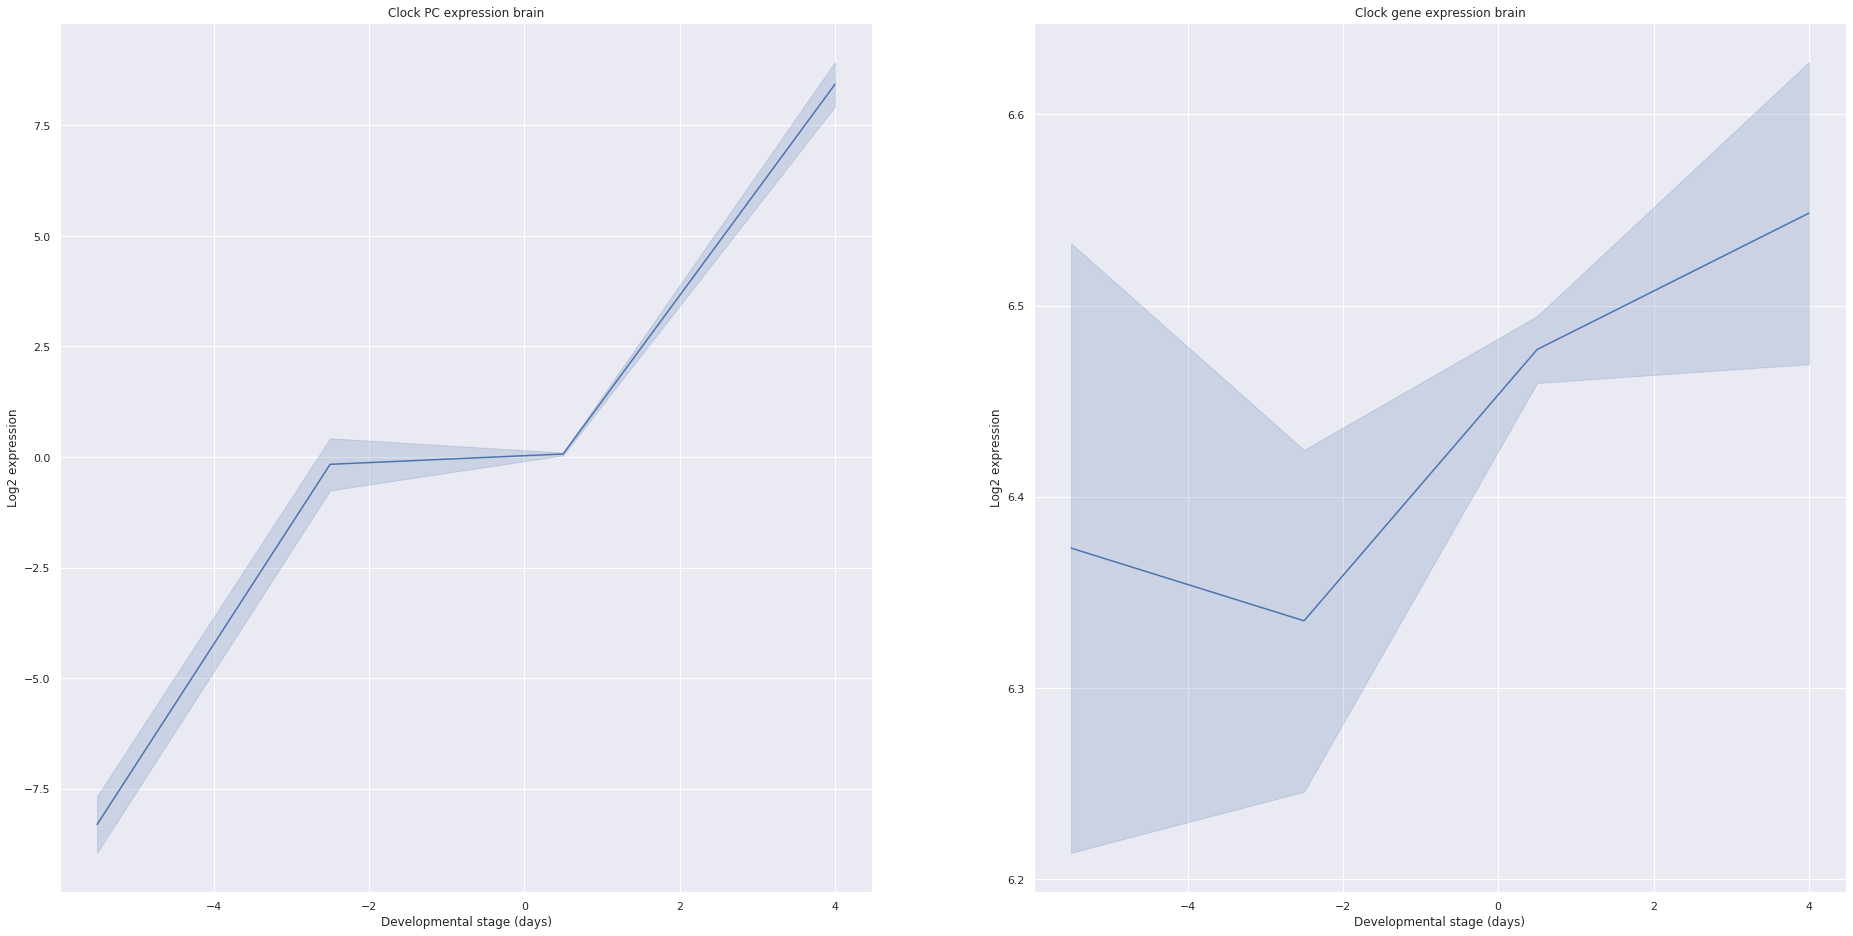 Clock PC expression brain
Log2 expression
7.5
5.0
2.5
0.0
−2.5
−5.0
−7.5
−4 −2 0 2 4
Developmental stage (days)
Clock gene expression brain
Log2 expression
6.6
6.5
6.4
6.3
6.2
−4 −2 0 2 4
Developmental stage (days)